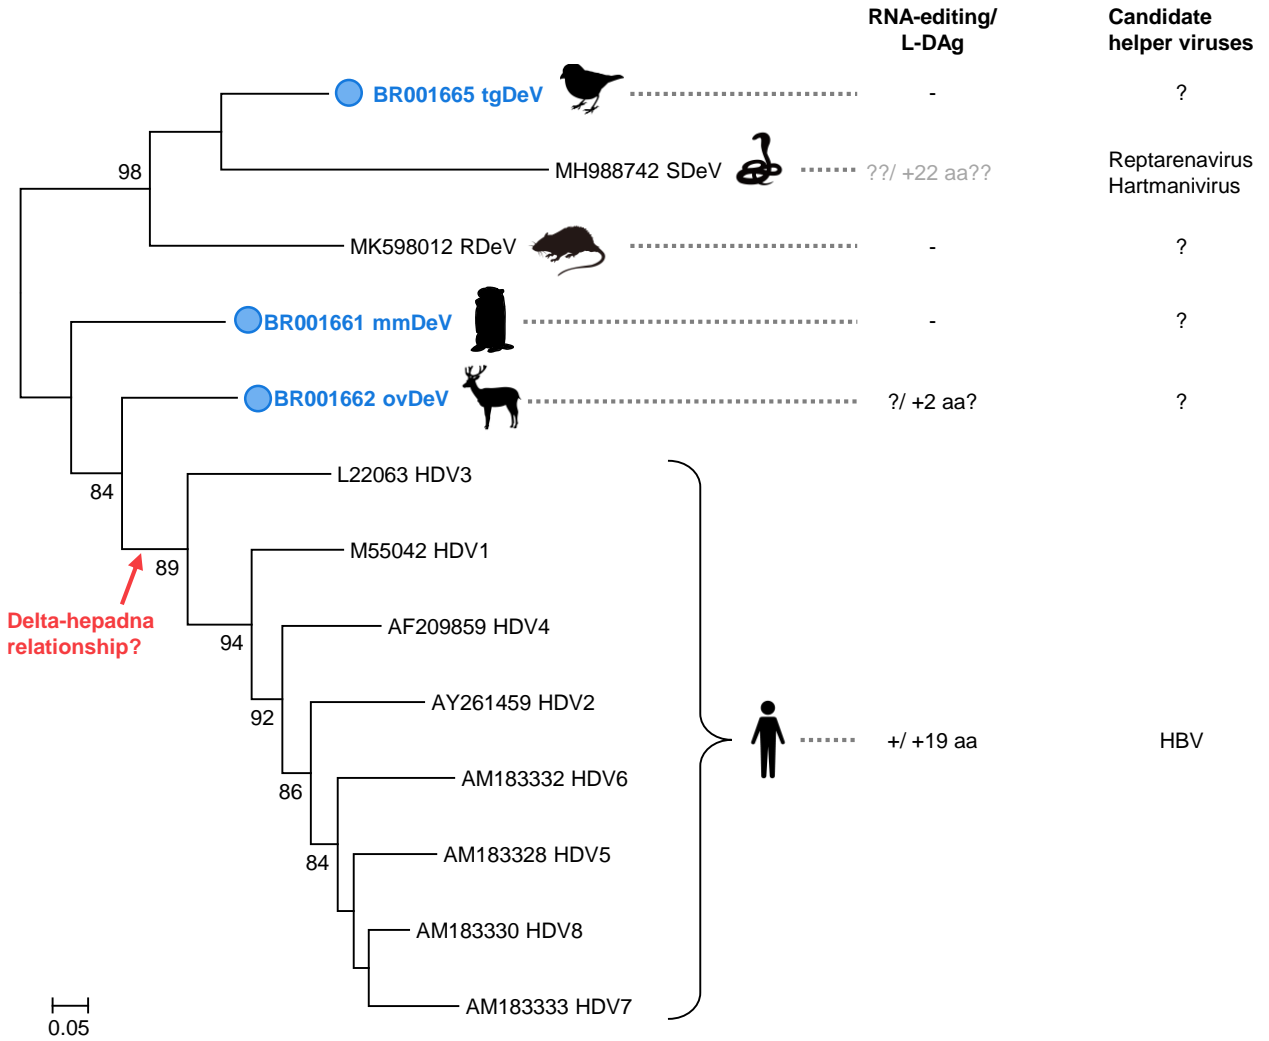 RNA-editing/
L-DAg
Candidate
helper viruses
BR001665 tgDeV
-
?
98
MH988742 SDeV
??/ +22 aa??
Reptarenavirus
Hartmanivirus
MK598012 RDeV
-
?
BR001661 mmDeV
-
?
BR001662 ovDeV
?/ +2 aa?
?
84
L22063 HDV3
89
M55042 HDV1
Delta-hepadna
relationship?
94
AF209859 HDV4
92
AY261459 HDV2
+/ +19 aa
HBV
86
AM183332 HDV6
84
AM183328 HDV5
AM183330 HDV8
AM183333 HDV7
0.05